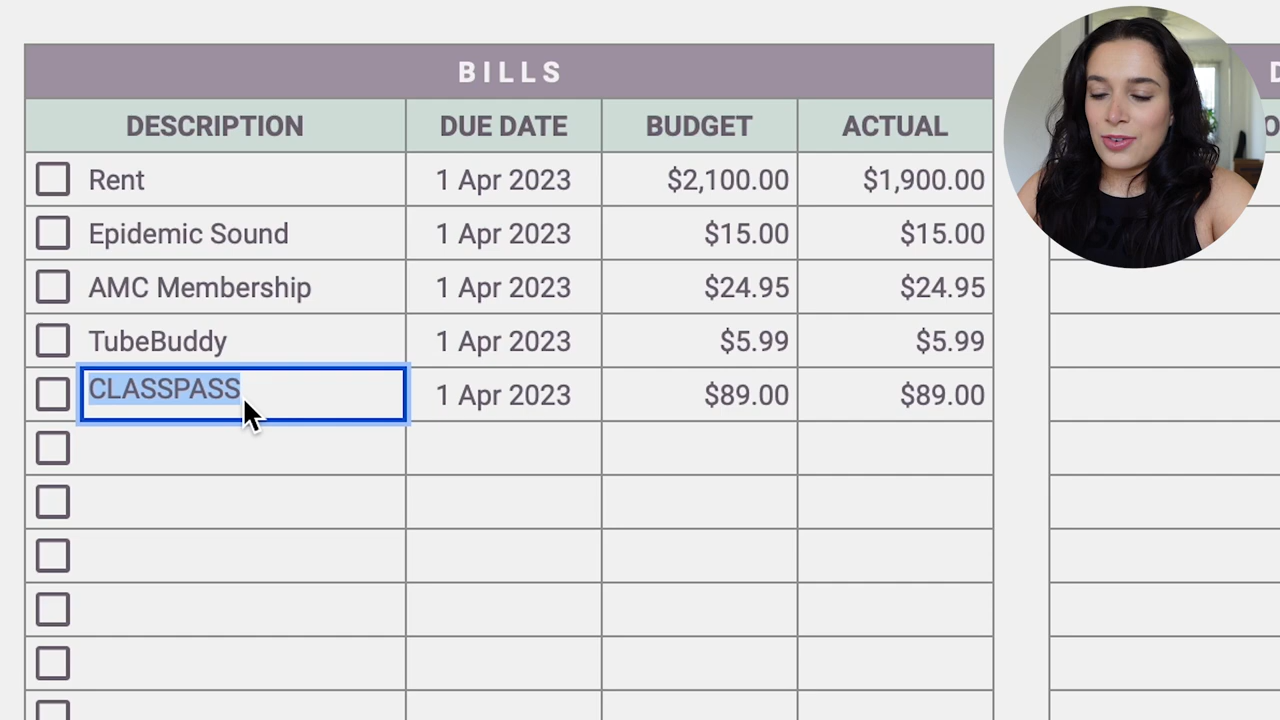 BILLS
DESCRIPTION DUE DATE BUDGET ACTUAL
Rent 1 Apr 2023 $2,100.00 $1,900.00
Epidemic Sound 1 Apr 2023 $15.00 $15.00
AMC Membership 1 Apr 2023 $24.95 $24.95
TubeBuddy 1 Apr 2023 $5.99 $5.99
CLASSPASS 1 Apr 2023 $89.00 $89.00